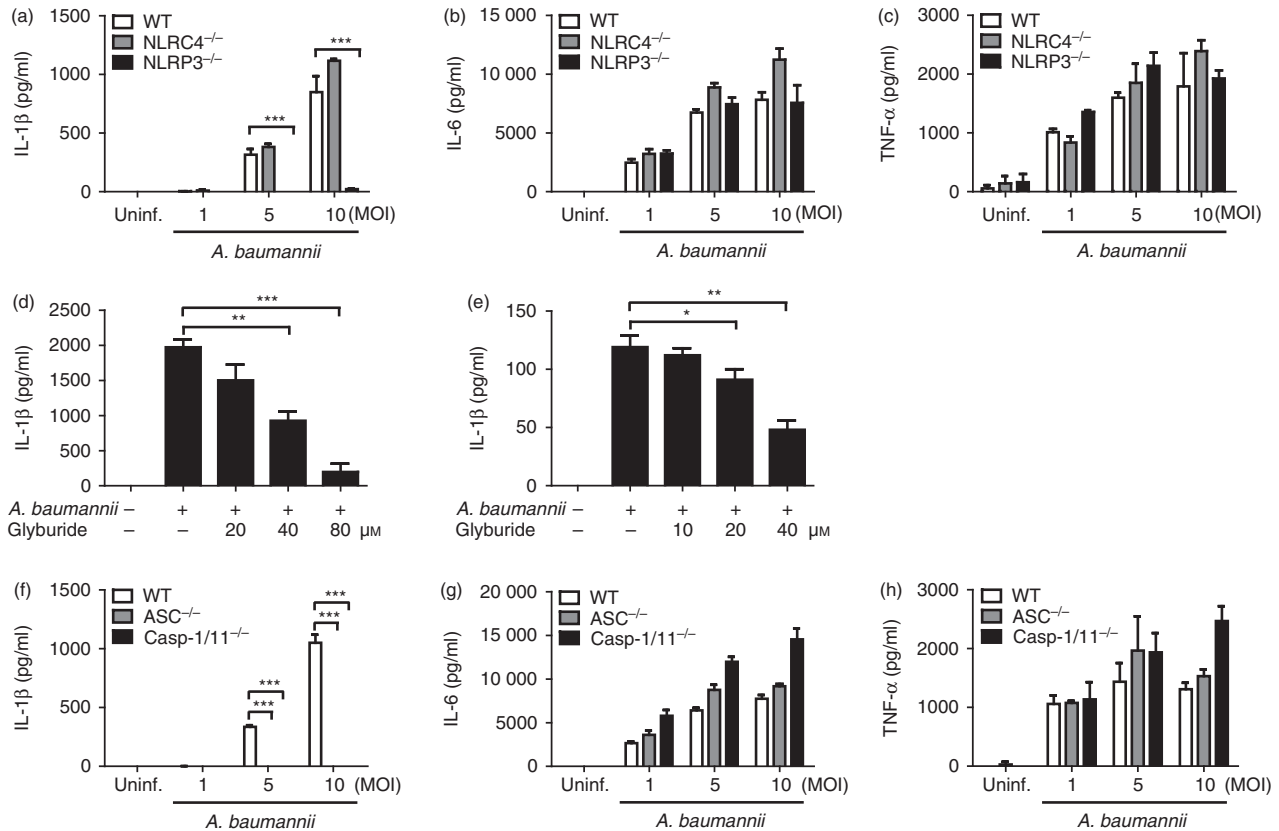 (a)
1500
1000
500
0
IL-1β (pg/ml)
WT
NLRC4−/−
NLRP3−/−
***
***
Uninf. 1 5 10 (MOI)
A. baumannii
(b)
15 000
10 000
5000
0
IL-6 (pg/ml)
WT
NLRC4−/−
NLRP3−/−
Uninf. 1 5 10 (MOI)
A. baumannii
(c)
3000
2000
1000
0
TNF-α (pg/ml)
WT
NLRC4−/−
NLRP3−/−
Uninf. 1 5 10 (MOI)
A. baumannii
(d)
2500
2000
1500
1000
500
0
IL-1β (pg/ml)
***
**
A. baumannii – + + + +
Glyburide – – 20 40 80 μM
(e)
150
100
50
0
IL-1β (pg/ml)
**
*
A. baumannii – + + + +
Glyburide – – 10 20 40 μM
(f)
1500
1000
500
0
IL-1β (pg/ml)
WT
ASC−/−
Casp-1/11−/−
***
***
***
***
Uninf. 1 5 10 (MOI)
A. baumannii
(g)
20 000
15 000
10 000
5000
0
IL-6 (pg/ml)
WT
ASC−/−
Casp-1/11−/−
Uninf. 1 5 10 (MOI)
A. baumannii
(h)
3000
2000
1000
0
TNF-α (pg/ml)
WT
ASC−/−
Casp-1/11−/−
Uninf. 1 5 10 (MOI)
A. baumannii